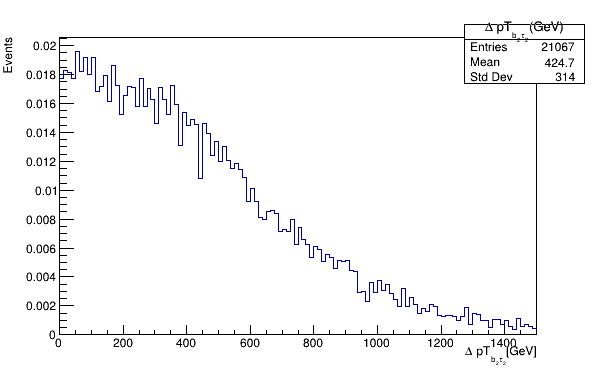 Δ pT_{b_2τ_2}(GeV)
Entries 21067
Mean 424.7
Std Dev 314
Events
0.02
0.018
0.016
0.014
0.012
0.01
0.008
0.006
0.004
0.002
0
0 200 400 600 800 1000 1200 1400
Δ pT_{b_2τ_2}[GeV]